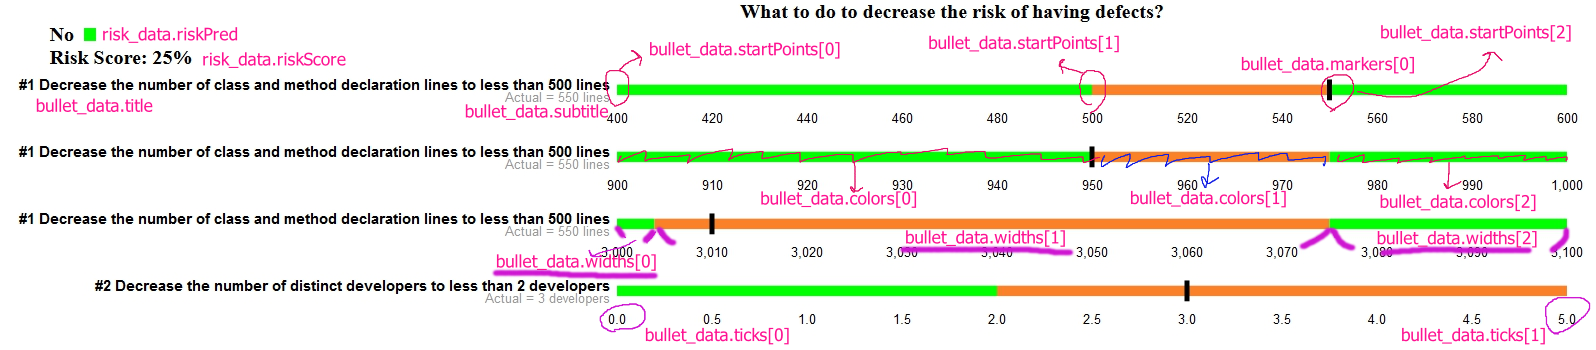 What to do to decrease the risk of having defects?
No risk_data.riskPred
Risk Score: 25% risk_data.riskScore
bullet_data.startPoints[0]
bullet_data.startPoints[1]
bullet_data.startPoints[2]
bullet_data.markers[0]
#1 Decrease the number of class and method declaration lines to less than 500 lines
Actual = 550 lines
bullet_data.title
bullet_data.subtitle
400 420 440 460 480 500 520 540 560 580 600
#1 Decrease the number of class and method declaration lines to less than 500 lines
Actual = 550 lines
900 910 920 930 940 950 960 970 980 990 1,000
bullet_data.colors[0]
bullet_data.colors[1]
bullet_data.colors[2]
#1 Decrease the number of class and method declaration lines to less than 500 lines
Actual = 550 lines
bullet_data.widths[1]
bullet_data.widths[2]
3,000 3,010 3,020 3,030 3,040 3,050 3,060 3,070 3,080 3,090 3,100
bullet_data.widths[0]
#2 Decrease the number of distinct developers to less than 2 developers
Actual = 3 developers
0.0 0.5 1.0 1.5 2.0 2.5 3.0 3.5 4.0 4.5 5.0
bullet_data.ticks[0]
bullet_data.ticks[1]